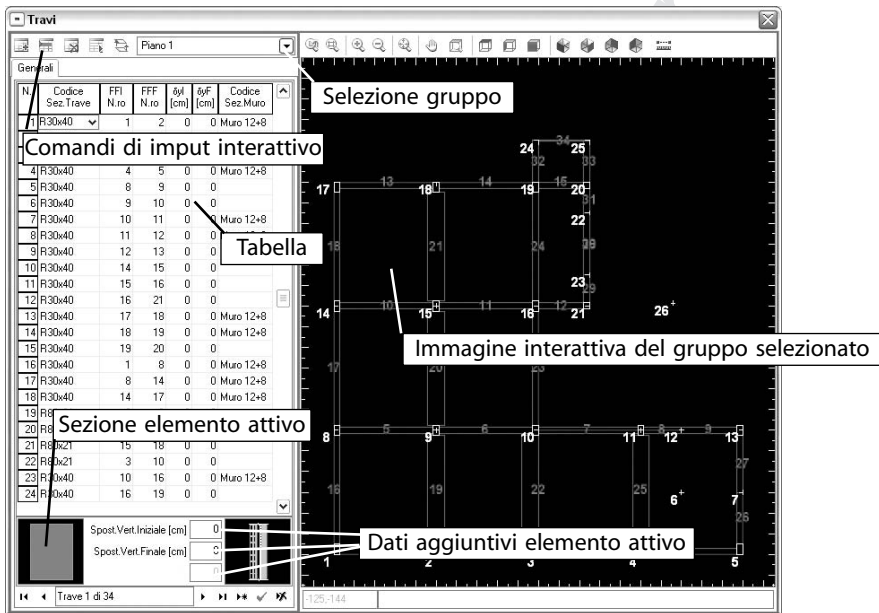 Travi
Piano 1
Generali
Selezione gruppo
N. Codice Sez.Trave FFI N.ro FFF N.ro δyI [cm] δyF [cm] Codice Sez.Muro
1 R30x40 1 2 0 0 Muro 12+8
Comandi di imput interattivo
4 R30x40 4 5 0 0 Muro 12+8
5 R30x40 8 9 0 0
6 R30x40 9 10 0 0
7 R30x40 10 11 0 0 Muro 12+8
8 R30x40 11 12 0
9 R30x40 12 13 0
Tabella
10 R30x40 14 15 0 0
11 R30x40 15 16 0 0
12 R30x40 16 21 0 0
13 R30x40 17 18 0 0 Muro 12+8
14 R30x40 18 19 0 0 Muro 12+8
15 R30x40 19 20 0 0
16 R30x40 1 8 0 0 Muro 12+8
17 R30x40 8 14 0 0 Muro 12+8
18 R30x40 14 17 0 0 Muro 12+8
19
20
Sezione elemento attivo
21 R80x21 15 18 0 0
22 R80x21 3 10 0 0
23 R30x40 10 16 0 0 Muro 12+8
24 R30x40 16 19 0 0
Spost.Vert.Iniziale [cm] 0
Spost.Vert.Finale [cm] 0
0
Dati aggiuntivi elemento attivo
Trave 1 di 34
34
24 25
32 33
13 14 15
17 18 19 20
31
22
18 21 24 29
23
29
10 11 12
14 15 16 21 26
Immagine interattiva del gruppo selezionato
17 20 23
5 6 7 8 9
8 9 10 11 12 13
27
16 19 22 25
6 7
26
1 2 3 4 5
-125,-144